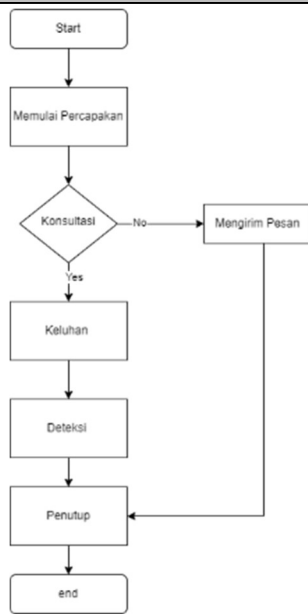 Start
Memulai Percapakan
Konsultasi
No
Mengirim Pesan
Yes
Keluhan
Deteksi
Penutup
end